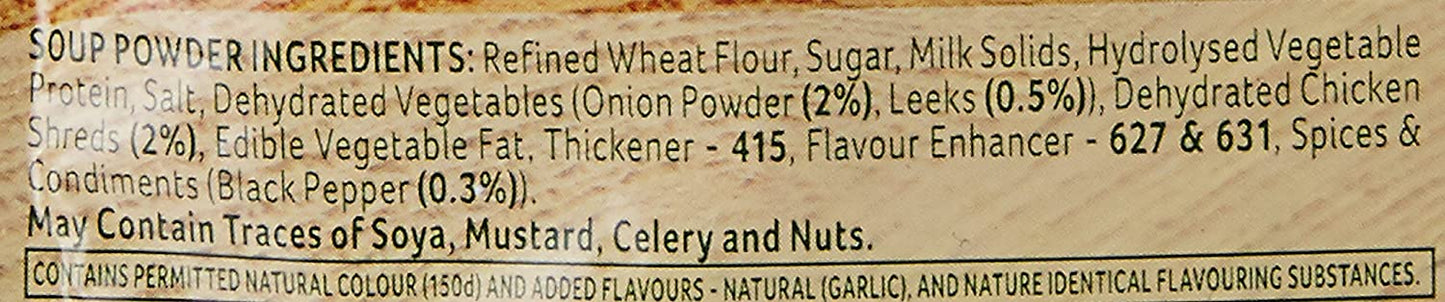 SOUP POWDER INGREDIENTS: Refined Wheat Flour, Sugar, Milk Solids, Hydrolysed Vegetable
Protein, Salt, Dehydrated Vegetables (Onion Powder (2%), Leeks (0.5%)), Dehydrated Chicken
Shreds (2%), Edible Vegetable Fat, Thickener - 415, Flavour Enhancer - 627 & 631, Spices &
Condiments (Black Pepper (0.3%)).
May Contain Traces of Soya, Mustard, Celery and Nuts.
CONTAINS PERMITTED NATURAL COLOUR (150d) AND ADDED FLAVOURS - NATURAL (GARLIC), AND NATURE IDENTICAL FLAVOURING SUBSTANCES.